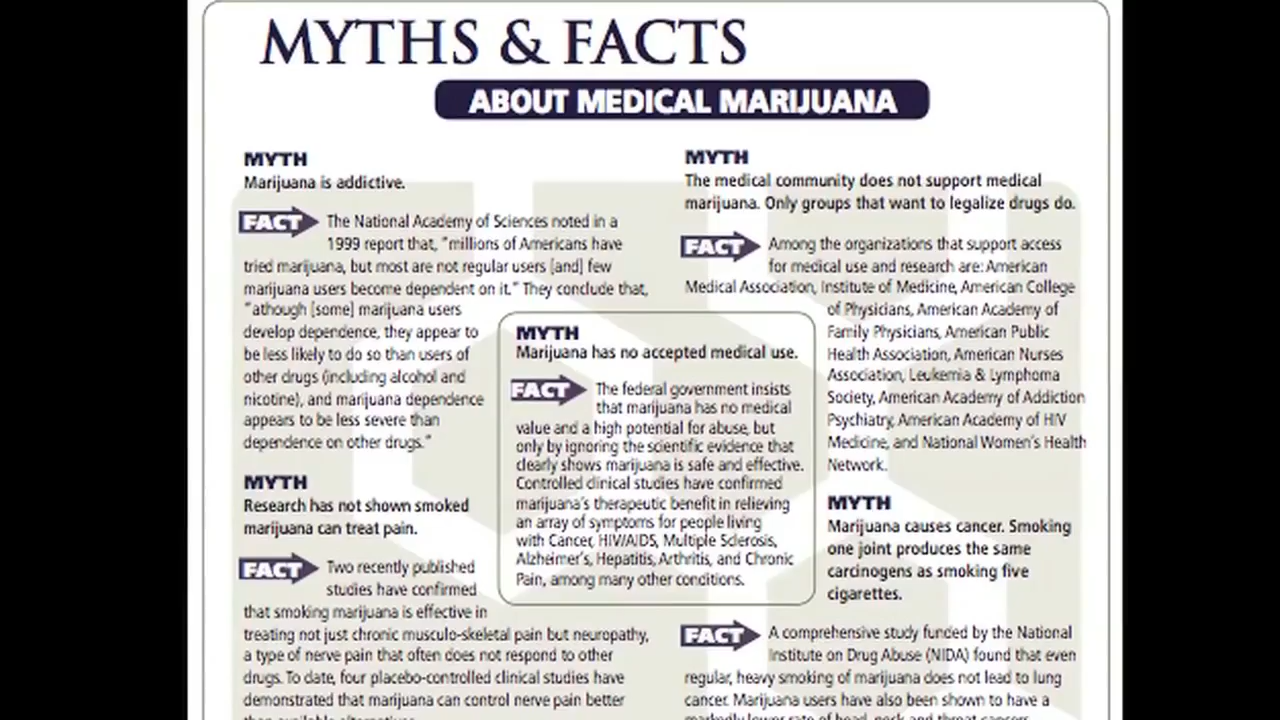 MYTHS & FACTS
ABOUT MEDICAL MARIJUANA
MYTH
Marijuana is addictive.
FACT The National Academy of Sciences noted in a
1999 report that, "millions of Americans have
tried marijuana, but most are not regular users [and] few
marijuana users become dependent on it." They conclude that,
"although [some] marijuana users
develop dependence, they appear to
be less likely to do so than users of
other drugs (including alcohol and
nicotine), and marijuana dependence
appears to be less severe than
dependence on other drugs."
MYTH
Research has not shown smoked
marijuana can treat pain.
FACT Two recently published
studies have confirmed
that smoking marijuana is effective in
treating not just chronic musculo-skeletal pain but neuropathy,
a type of nerve pain that often does not respond to other
drugs. To date, four placebo-controlled clinical studies have
demonstrated that marijuana can control nerve pain better
than available alternatives.
MYTH
Marijuana has no accepted medical use.
FACT The federal government insists
that marijuana has no medical
value and a high potential for abuse, but
only by ignoring the scientific evidence that
clearly shows marijuana is safe and effective.
Controlled clinical studies have confirmed
marijuana's therapeutic benefit in relieving
an array of symptoms for people living
with Cancer, HIV/AIDS, Multiple Sclerosis,
Alzheimer's, Hepatitis, Arthritis, and Chronic
Pain, among many other conditions.
MYTH
The medical community does not support medical
marijuana. Only groups that want to legalize drugs do.
FACT Among the organizations that support access
for medical use and research are: American
Medical Association, Institute of Medicine, American College
of Physicians, American Academy of
Family Physicians, American Public
Health Association, American Nurses
Association, Leukemia & Lymphoma
Society, American Academy of Addiction
Psychiatry, American Academy of HIV
Medicine, and National Women's Health
Network.
MYTH
Marijuana causes cancer. Smoking
one joint produces the same
carcinogens as smoking five
cigarettes.
FACT A comprehensive study funded by the National
Institute on Drug Abuse (NIDA) found that even
regular, heavy smoking of marijuana does not lead to lung
cancer. Marijuana users have also been shown to have a
markedly lower rate of head, neck and throat cancers